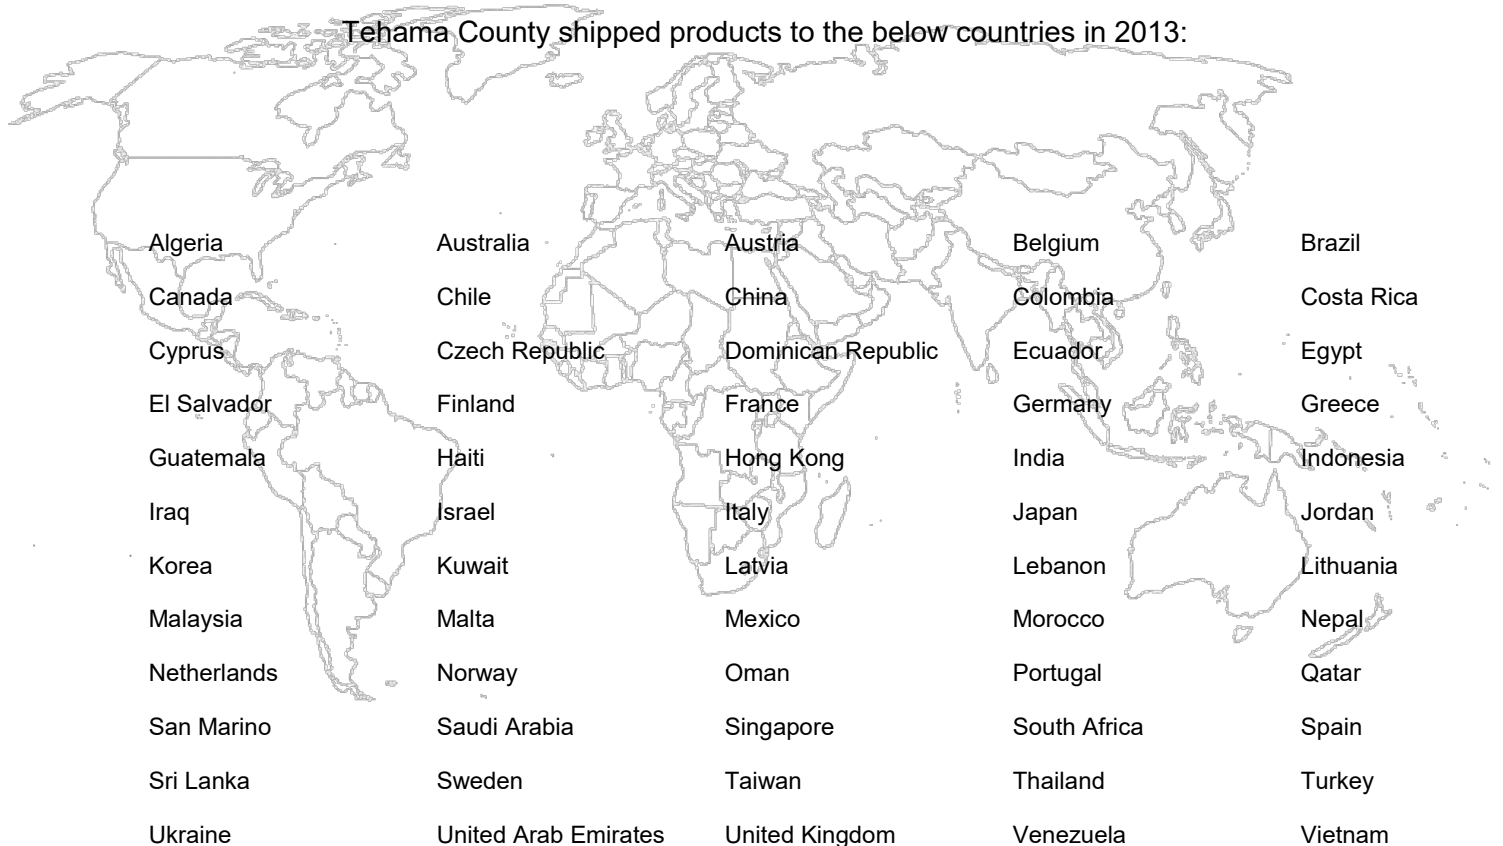 Tehama County shipped products to the below countries in 2013:
Algeria Australia Austria Belgium Brazil
Canada Chile China Colombia Costa Rica
Cyprus Czech Republic Dominican Republic Ecuador Egypt
El Salvador Finland France Germany Greece
Guatemala Haiti Hong Kong India Indonesia
Iraq Israel Italy Japan Jordan
Korea Kuwait Latvia Lebanon Lithuania
Malaysia Malta Mexico Morocco Nepal
Netherlands Norway Oman Portugal Qatar
San Marino Saudi Arabia Singapore South Africa Spain
Sri Lanka Sweden Taiwan Thailand Turkey
Ukraine United Arab Emirates United Kingdom Venezuela Vietnam